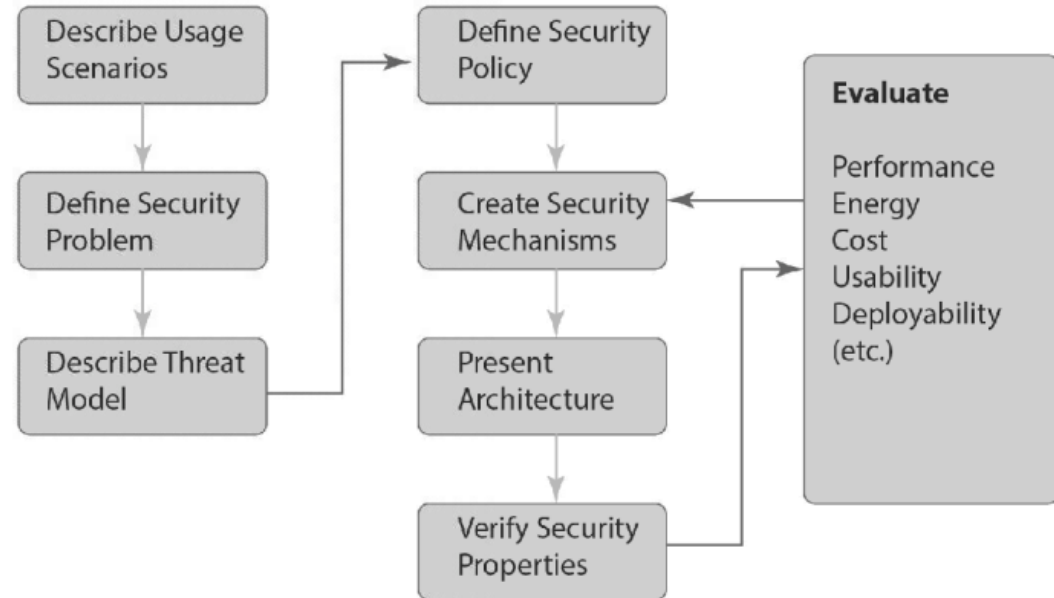 Describe Usage
Scenarios
Define Security
Problem
Describe Threat
Model
Define Security
Policy
Create Security
Mechanisms
Present
Architecture
Verify Security
Properties
Evaluate
Performance
Energy
Cost
Usability
Deployability
(etc.)